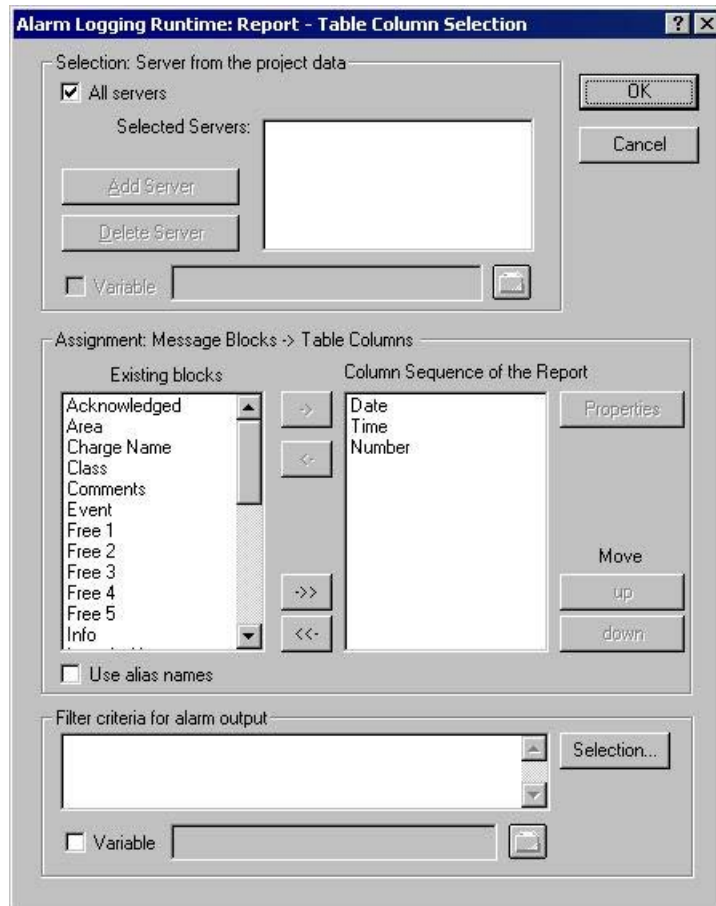 Alarm Logging Runtime: Report - Table Column Selection
Selection: Server from the project data
All servers
OK
Selected Servers:
Cancel
Add Server
Delete Server
Variable
Assignment: Message Blocks -> Table Columns
Existing blocks
Column Sequence of the Report
Acknowledged
Area
Charge Name
Class
Comments
Event
Free 1
Free 2
Free 3
Free 4
Free 5
Info
->
<-
->>
<<-
Date
Time
Number
Properties
Move
up
down
Use alias names
Filter criteria for alarm output
Selection...
Variable